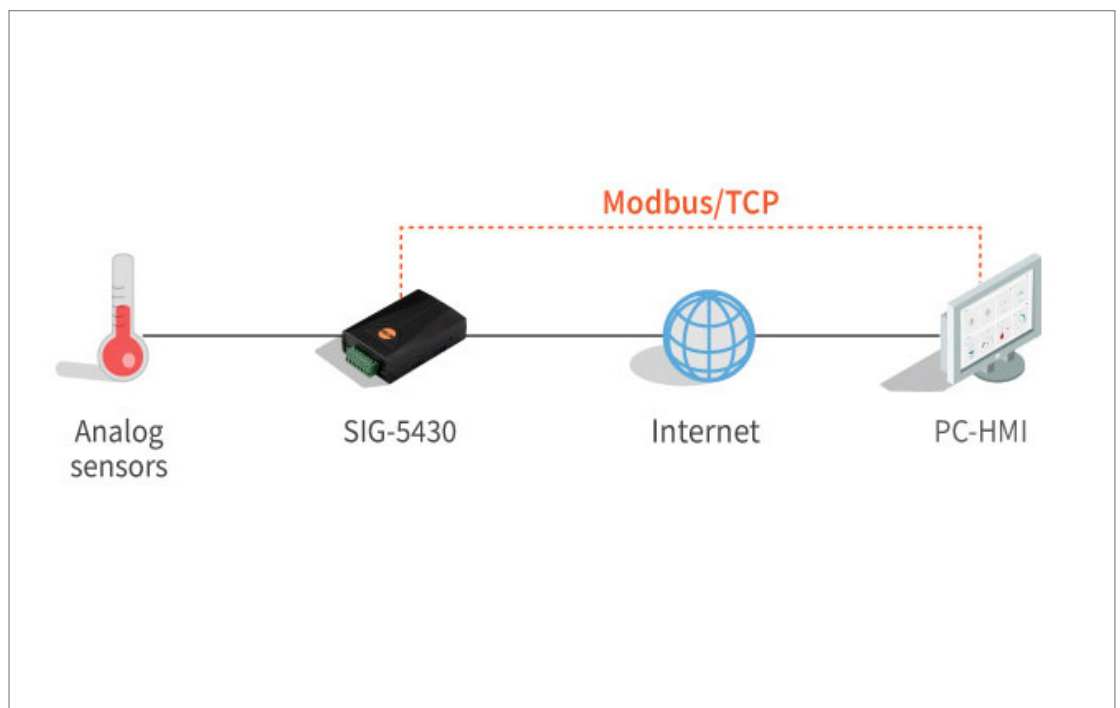 Modbus/TCP
Analog
sensors
SIG-5430
Internet
PC-HMI